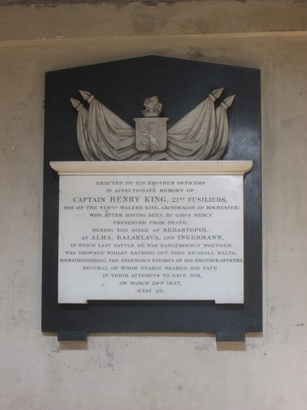 ERECTED BY HIS BROTHER OFFICERS
IN AFFECTIONATE MEMORY OF
CAPTAIN HENRY KING, 21ST FUSILIERS,
SON OF THE VENBLE WALKER KING, ARCHDEACON OF ROCHESTER,
WHO AFTER HAVING BEEN BY GOD'S MERCY
PRESERVED FROM DEATH,
DURING THE SIEGE OF SEBASTOPOL,
AT ALMA, BALAKLAVA, AND INKERMANN,
IN WHICH LAST BATTLE HE WAS DANGEROUSLY WOUNDED,
WAS DROWNED WHILST BATHING OFF FORT RICASOLI, MALTA,
NOTWITHSTANDING THE STRENUOUS EFFORTS OF HIS BROTHER OFFICERS,
SEVERAL OF WHOM NEARLY SHARED HIS FATE
IN THEIR ATTEMPTS TO SAVE HIM,
ON MARCH 1857,
ÆTAT 23.